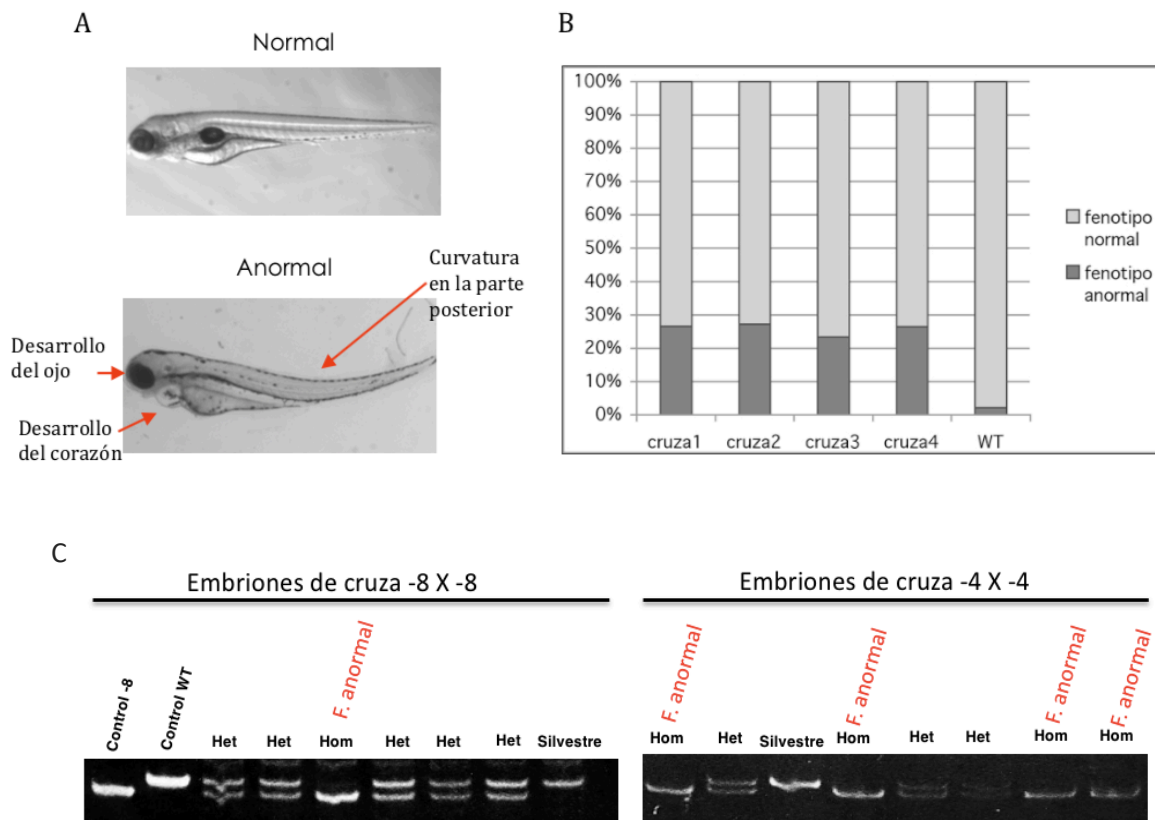 A
Normal
Anormal
Curvatura
en la parte
posterior
Desarrollo
del ojo
Desarrollo
del corazón
B
100%
90%
80%
70%
60%
50%
40%
30%
20%
10%
0%
cruza1 cruza2 cruza3 cruza4 WT
fenotipo
normal
fenotipo
anormal
C
Embriones de cruza -8 X -8
Control -8
Control WT
Het
Het
F. anormal
Hom
Het
Het
Het
Silvestre
Embriones de cruza -4 X -4
F. anormal
Hom
Het
Silvestre
F. anormal
Hom
Het
Het
F. anormal
Hom
F. anormal
Hom